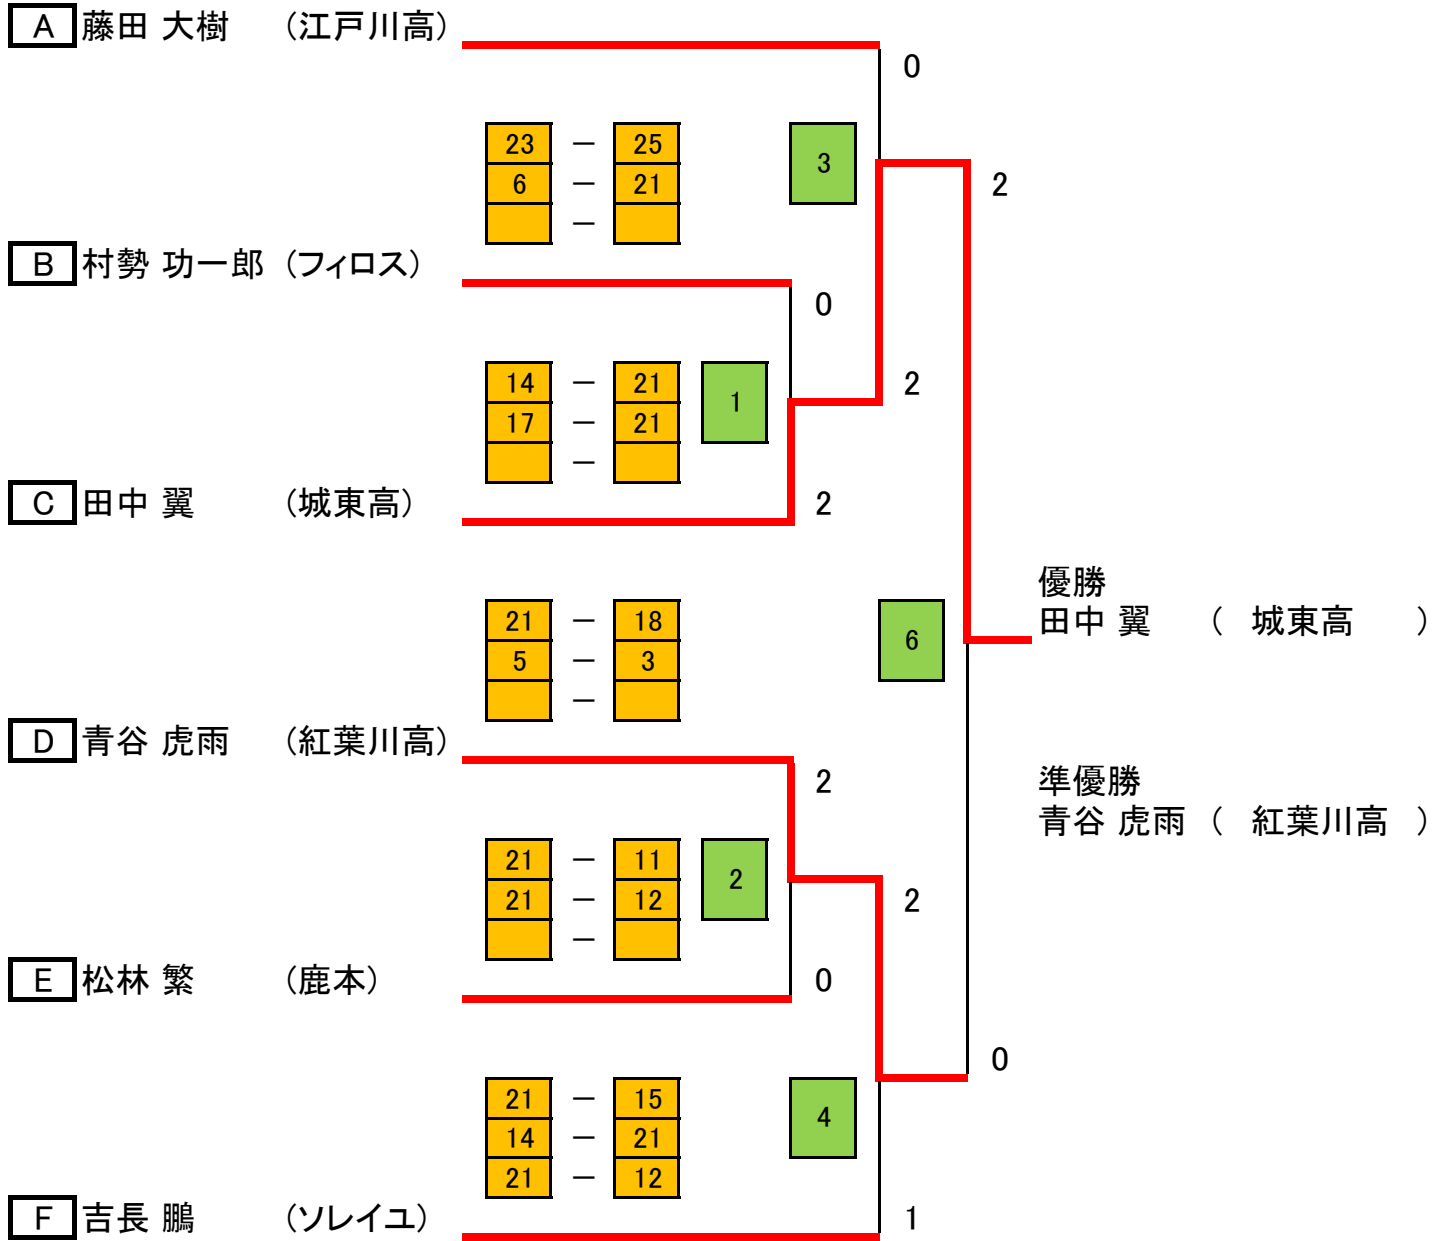 A 藤田 大樹 （江戸川高）
0
23 － 25
3
6 － 21
2
－
B 村勢 功一郎 （フィロス）
0
14 － 21
1
2
17 － 21
－
C 田中 翼 （城東高）
2
優勝
21 － 18
田中 翼 （ 城東高 ）
6
5 － 3
－
D 青谷 虎雨 （紅葉川高）
2
準優勝
青谷 虎雨 （ 紅葉川高 ）
21 － 11
2
21 － 12
2
－
E 松林 繁 （鹿本）
0
0
21 － 15
4
14 － 21
21 － 12
F 吉長 鵬 （ソレイユ）
1